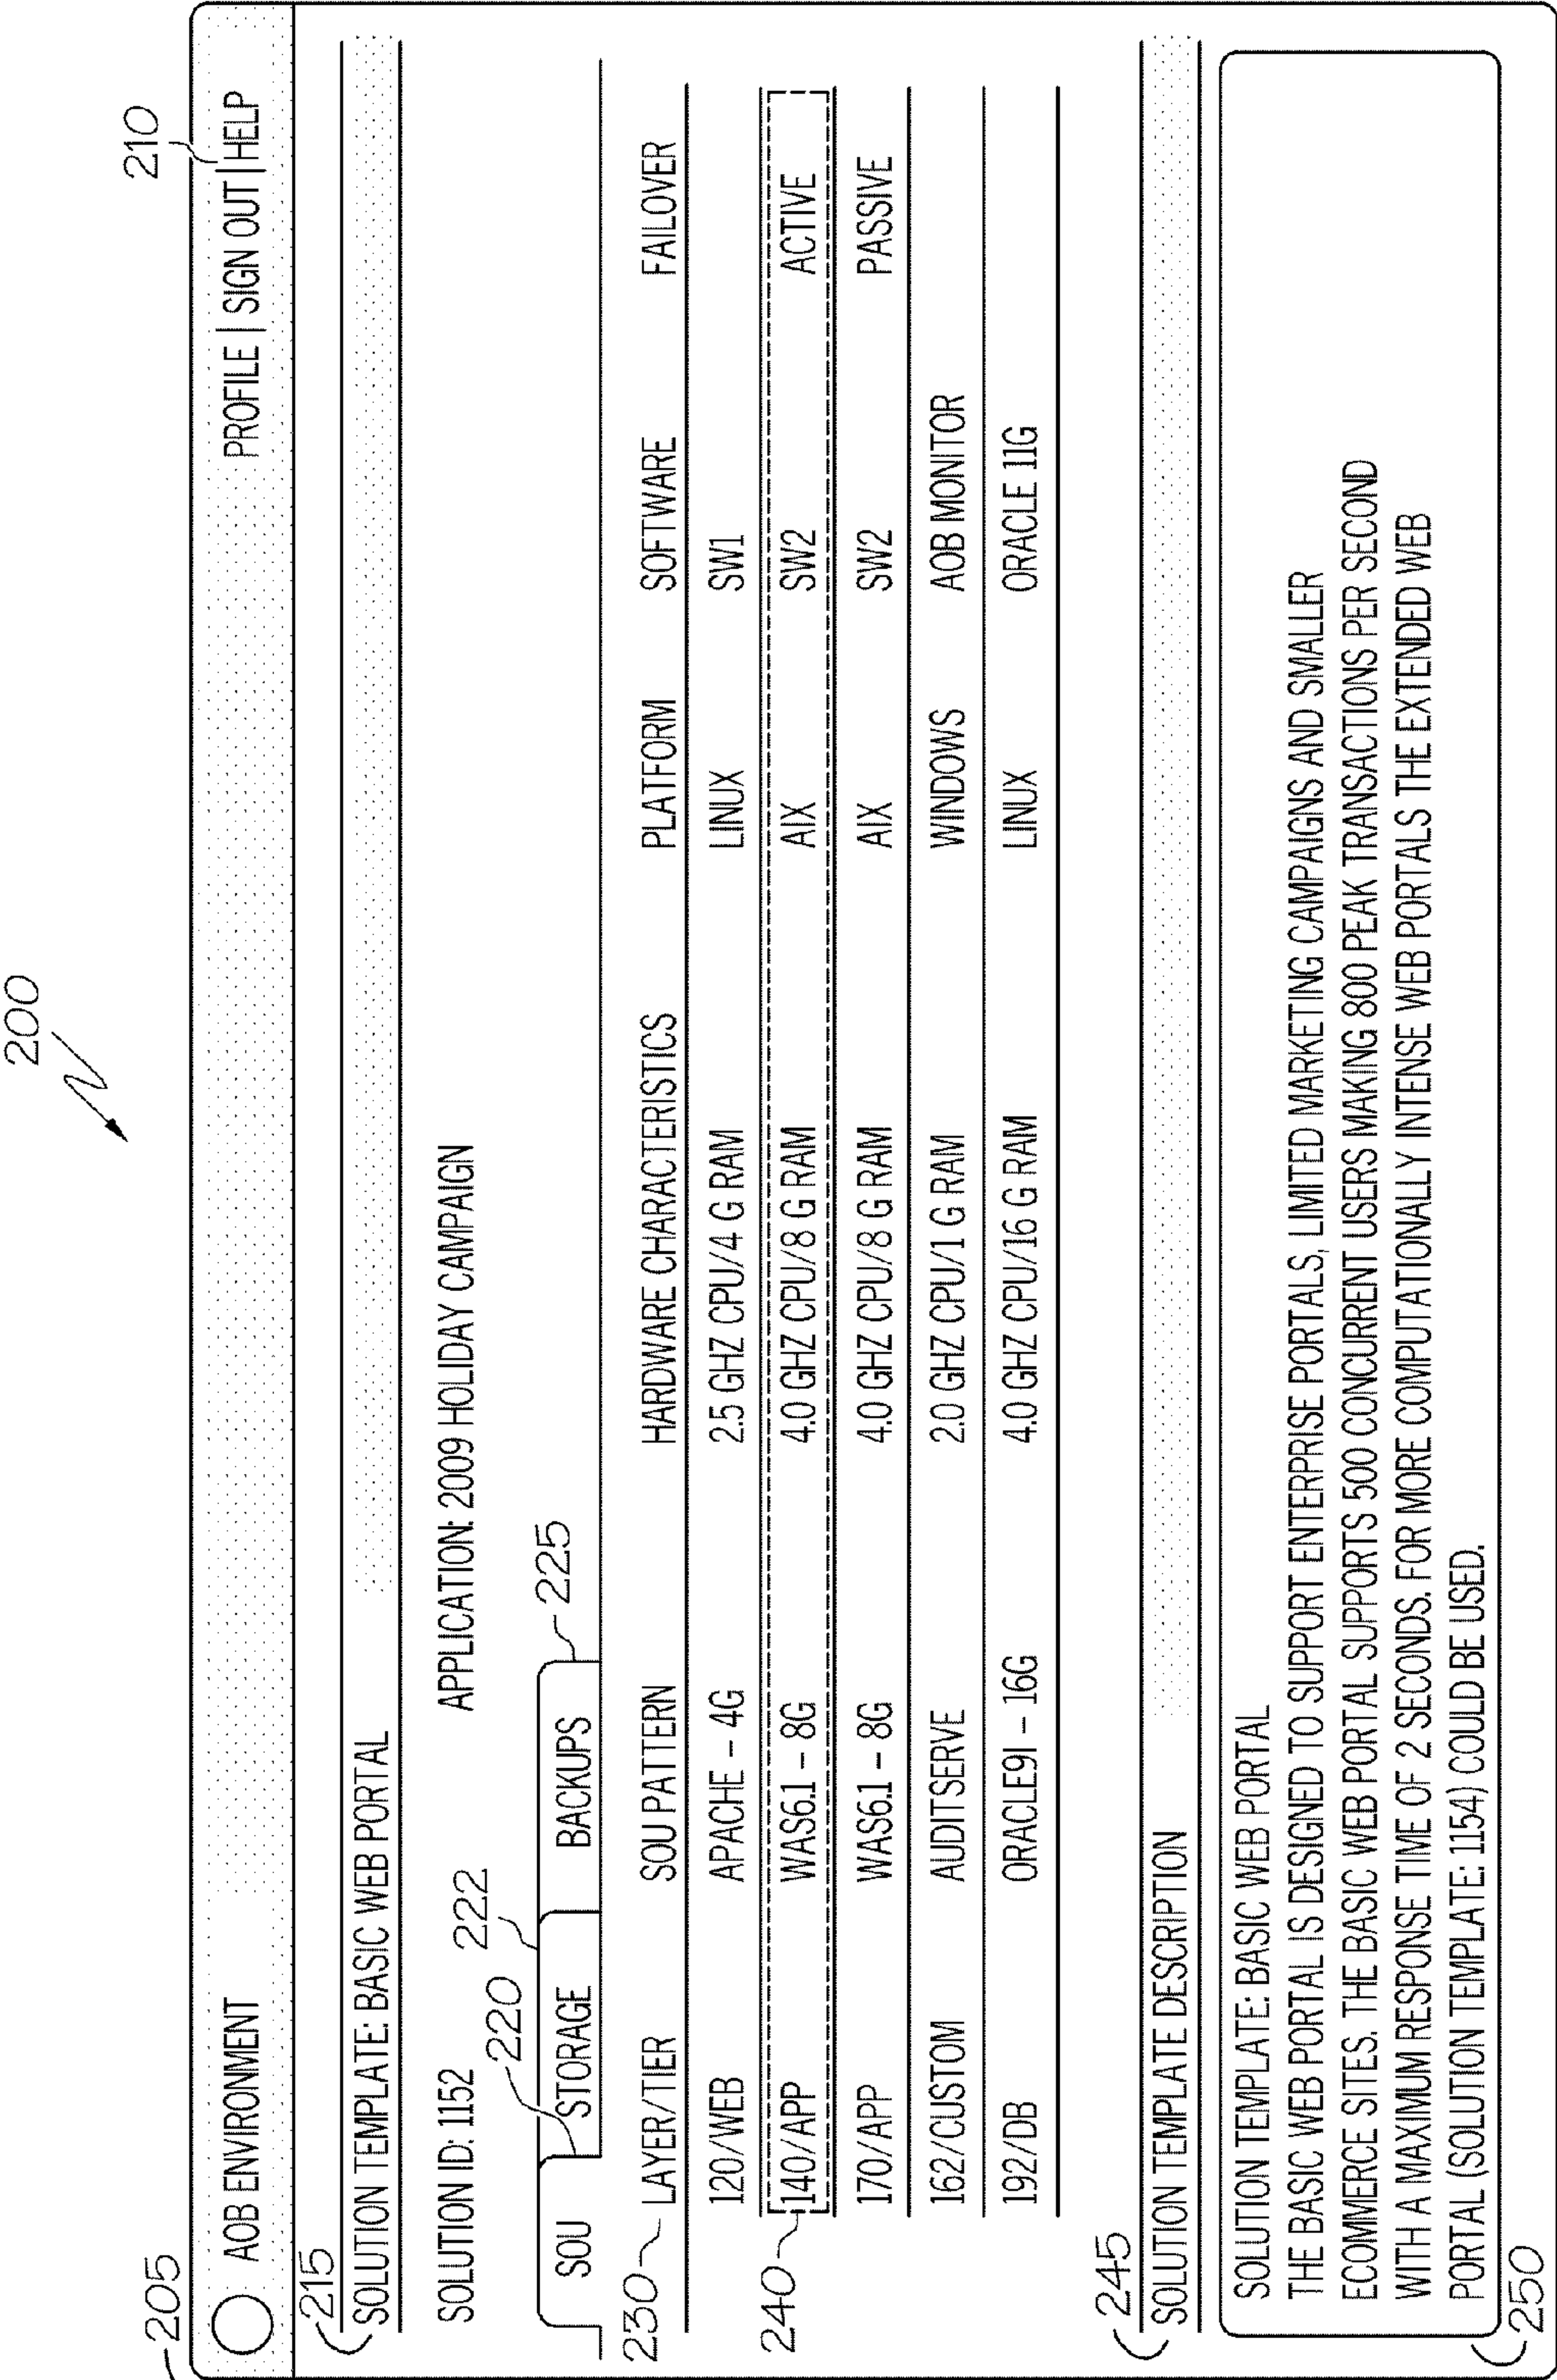 200
205
210
AOB ENVIRONMENT PROFILE | SIGN OUT | HELP
215
SOLUTION TEMPLATE: BASIC WEB PORTAL
SOLUTION ID: 1152 APPLICATION: 2009 HOLIDAY CAMPAIGN
220 222 225
SOU STORAGE BACKUPS
230 LAYER/TIER SOU PATTERN HARDWARE CHARACTERISTICS PLATFORM SOFTWARE FAILOVER
120/WEB APACHE - 4G 2.5 GHZ CPU/4 G RAM LINUX SW1
240 140/APP WAS6.1 - 8G 4.0 GHZ CPU/8 G RAM AIX SW2 ACTIVE
170/APP WAS6.1 - 8G 4.0 GHZ CPU/8 G RAM AIX SW2 PASSIVE
162/CUSTOM AUDITSERVE 2.0 GHZ CPU/1 G RAM WINDOWS AOB MONITOR
192/DB ORACLE9I - 16G 4.0 GHZ CPU/16 G RAM LINUX ORACLE 11G
245
SOLUTION TEMPLATE DESCRIPTION
SOLUTION TEMPLATE: BASIC WEB PORTAL
THE BASIC WEB PORTAL IS DESIGNED TO SUPPORT ENTERPRISE PORTALS, LIMITED MARKETING CAMPAIGNS AND SMALLER
ECOMMERCE SITES. THE BASIC WEB PORTAL SUPPORTS 500 CONCURRENT USERS MAKING 800 PEAK TRANSACTIONS PER SECOND
WITH A MAXIMUM RESPONSE TIME OF 2 SECONDS. FOR MORE COMPUTATIONALLY INTENSE WEB PORTALS THE EXTENDED WEB
PORTAL (SOLUTION TEMPLATE: 1154) COULD BE USED.
250